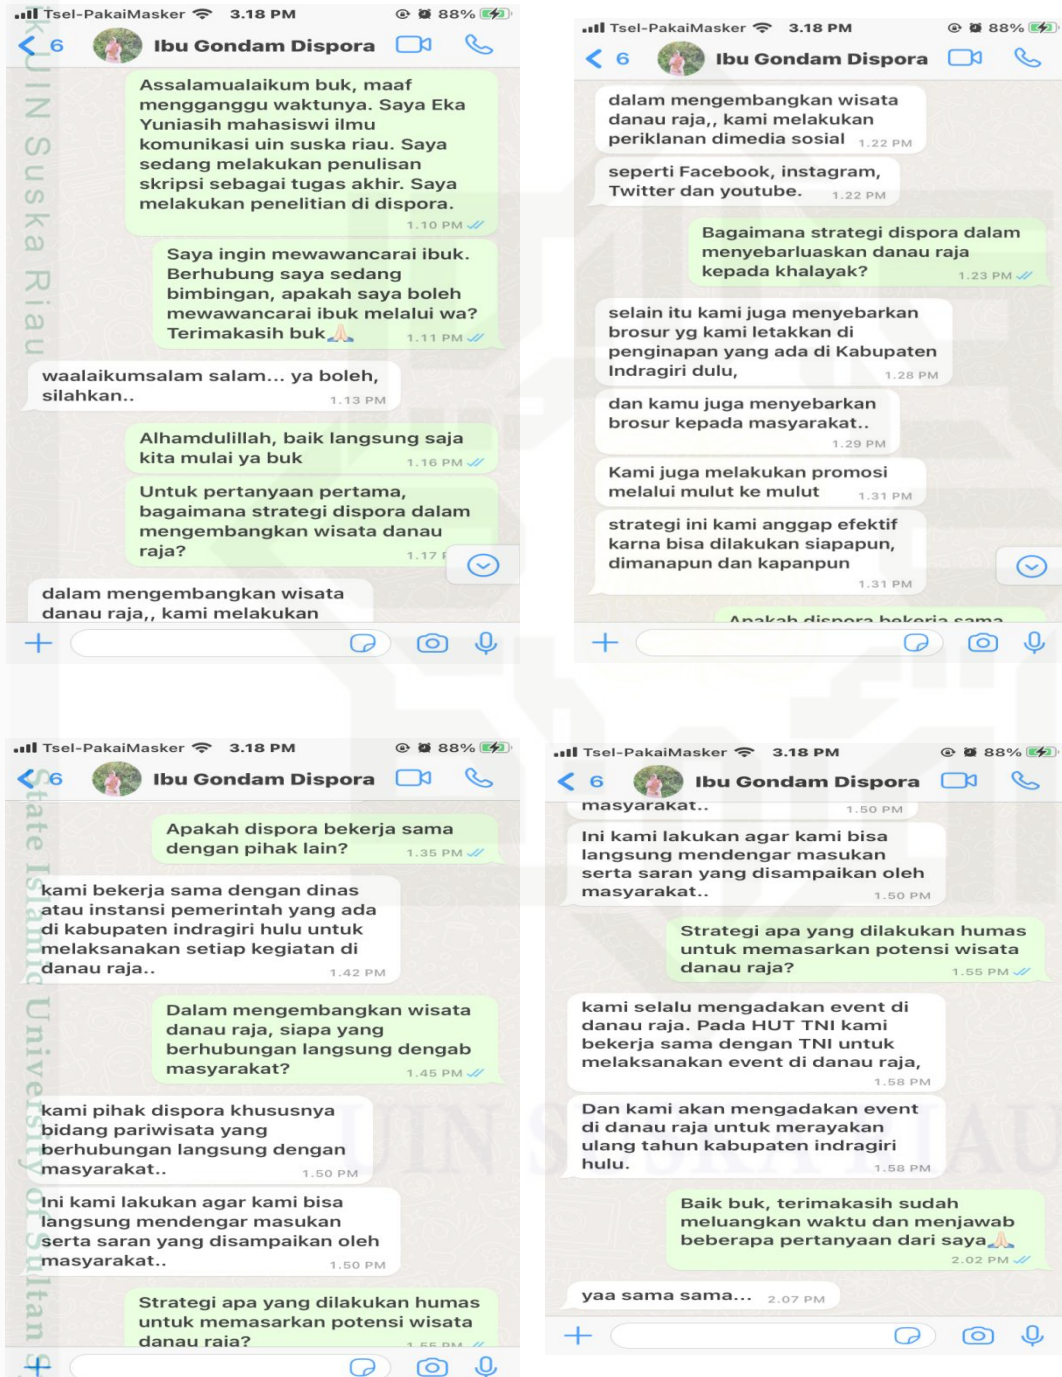 Tsel-PakaiMasker 3.18 PM 88%
6 Ibu Gondam Dispora
Assalamualaikum buk, maaf
mengganggu waktunya. Saya Eka
Yuniasih mahasiswi ilmu
komunikasi uin suska riau. Saya
sedang melakukan penulisan
skripsi sebagai tugas akhir. Saya
melakukan penelitian di dispora.
1.10 PM
Saya ingin mewawancarai ibuk.
Berhubung saya sedang
bimbingan, apakah saya boleh
mewawancarai ibuk melalui wa?
Terimakasih buk🙏🏻 1.11 PM
waalaikumsalam salam... ya boleh,
silahkan.. 1.13 PM
Alhamdulillah, baik langsung saja
kita mulai ya buk 1.16 PM
Untuk pertanyaan pertama,
bagaimana strategi dispora dalam
mengembangkan wisata danau
raja? 1.17
dalam mengembangkan wisata
danau raja,, kami melakukan
Tsel-PakaiMasker 3.18 PM 88%
6 Ibu Gondam Dispora
dalam mengembangkan wisata
danau raja,, kami melakukan
periklanan dimedia sosial 1.22 PM
seperti Facebook, instagram,
Twitter dan youtube. 1.22 PM
Bagaimana strategi dispora dalam
menyebarluaskan danau raja
kepada khalayak? 1.23 PM
selain itu kami juga menyebarkan
brosur yg kami letakkan di
penginapan yang ada di Kabupaten
Indragiri dulu, 1.28 PM
dan kamu juga menyebarkan
brosur kepada masyarakat..
1.29 PM
Kami juga melakukan promosi
melalui mulut ke mulut 1.31 PM
strategi ini kami anggap efektif
karna bisa dilakukan siapapun,
dimanapun dan kapanpun
1.31 PM
Apakah dispora bekerja sama
Tsel-PakaiMasker 3.18 PM 88%
6 Ibu Gondam Dispora
Apakah dispora bekerja sama
dengan pihak lain? 1.35 PM
kami bekerja sama dengan dinas
atau instansi pemerintah yang ada
di kabupaten indragiri hulu untuk
melaksanakan setiap kegiatan di
danau raja.. 1.42 PM
Dalam mengembangkan wisata
danau raja, siapa yang
berhubungan langsung dengab
masyarakat? 1.45 PM
kami pihak dispora khususnya
bidang pariwisata yang
berhubungan langsung dengan
masyarakat.. 1.50 PM
Ini kami lakukan agar kami bisa
langsung mendengar masukan
serta saran yang disampaikan oleh
masyarakat.. 1.50 PM
Strategi apa yang dilakukan humas
untuk memasarkan potensi wisata
danau raja? 1.55 PM
Tsel-PakaiMasker 3.18 PM 88%
6 Ibu Gondam Dispora
masyarakat.. 1.50 PM
Ini kami lakukan agar kami bisa
langsung mendengar masukan
serta saran yang disampaikan oleh
masyarakat.. 1.50 PM
Strategi apa yang dilakukan humas
untuk memasarkan potensi wisata
danau raja? 1.55 PM
kami selalu mengadakan event di
danau raja. Pada HUT TNI kami
bekerja sama dengan TNI untuk
melaksanakan event di danau raja,
1.58 PM
Dan kami akan mengadakan event
di danau raja untuk merayakan
ulang tahun kabupaten indragiri
hulu. 1.58 PM
Baik buk, terimakasih sudah
meluangkan waktu dan menjawab
beberapa pertanyaan dari saya🙏🏻
2.02 PM
yaa sama sama... 2.07 PM
UIN Suska Riau
State Islamic University of Sultan
UIN SUSKA RIAU